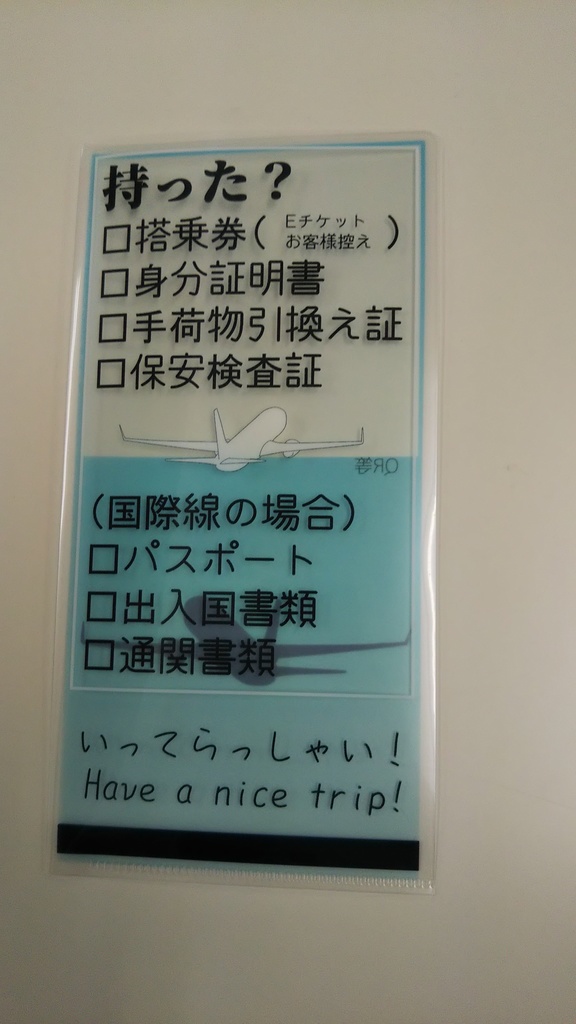 持った？
□搭乗券（Eチケット
お客様控え）
□身分証明書
□手荷物引換え証
□保安検査証
（国際線の場合）
□パスポート
□出入国書類
□通関書類
いってらっしゃい！
Have a nice trip!